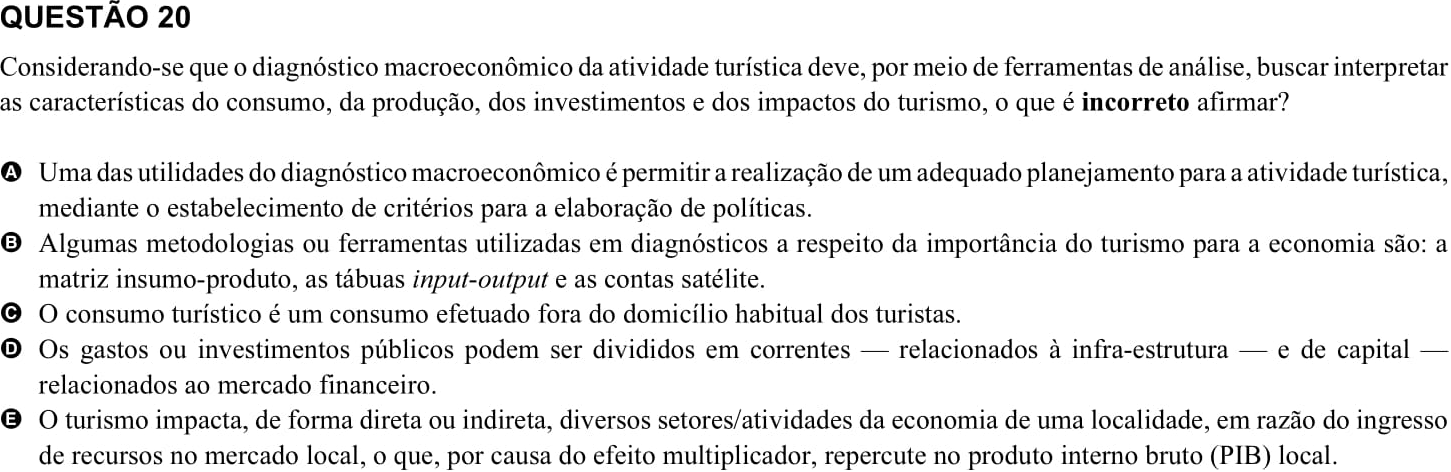 QUESTÃO 20
Considerando-se que o diagnóstico macroeconômico da atividade turística deve, por meio de ferramentas de análise, buscar interpretar
as características do consumo, da produção, dos investimentos e dos impactos do turismo, o que é incorreto afirmar?
A Uma das utilidades do diagnóstico macroeconômico é permitir a realização de um adequado planejamento para a atividade turística,
mediante o estabelecimento de critérios para a elaboração de políticas.
B Algumas metodologias ou ferramentas utilizadas em diagnósticos a respeito da importância do turismo para a economia são: a
matriz insumo-produto, as tábuas input-output e as contas satélite.
C O consumo turístico é um consumo efetuado fora do domicílio habitual dos turistas.
D Os gastos ou investimentos públicos podem ser divididos em correntes — relacionados à infra-estrutura — e de capital —
relacionados ao mercado financeiro.
E O turismo impacta, de forma direta ou indireta, diversos setores/atividades da economia de uma localidade, em razão do ingresso
de recursos no mercado local, o que, por causa do efeito multiplicador, repercute no produto interno bruto (PIB) local.